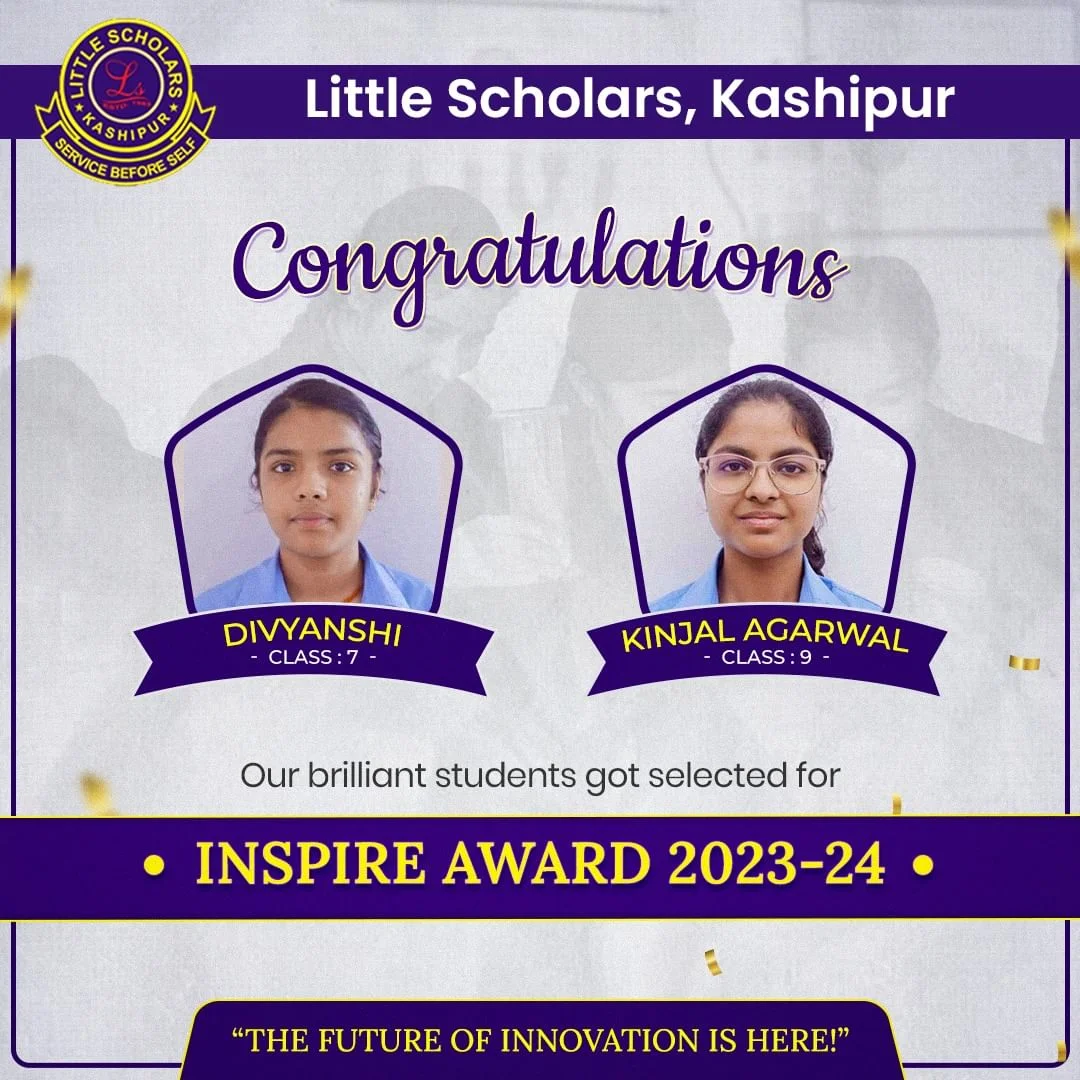 LITTLE SCHOLARS
Ls
KASHIPUR
SERVICE BEFORE SELF
Little Scholars, Kashipur
Congratulations
DIVYANSHI
- CLASS : 7 -
KINJAL AGARWAL
- CLASS : 9 -
Our brilliant students got selected for
• INSPIRE AWARD 2023-24 •
“THE FUTURE OF INNOVATION IS HERE!”